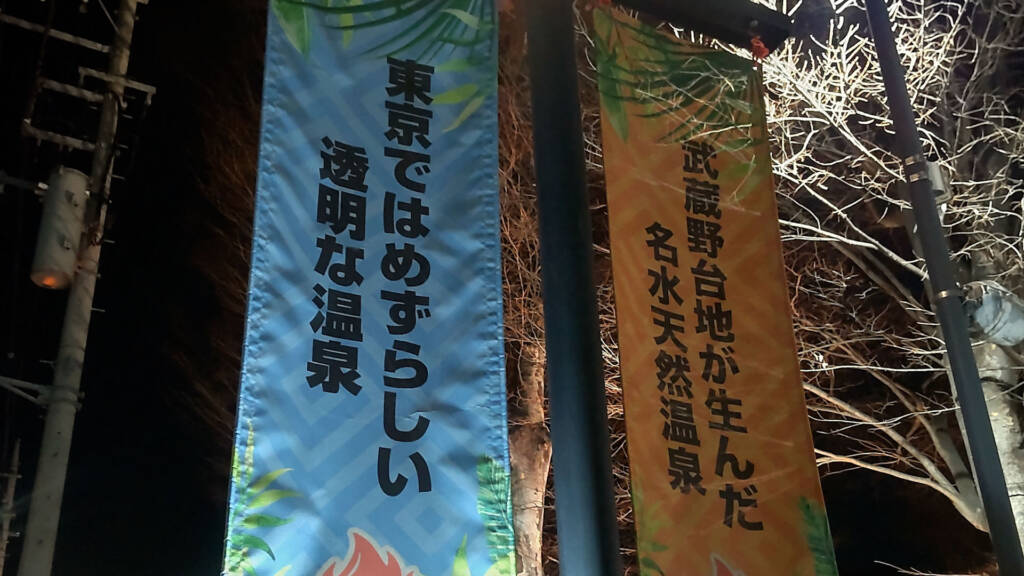 東京ではめずらしい
透明な温泉
武蔵野台地が生んだ
名水天然温泉